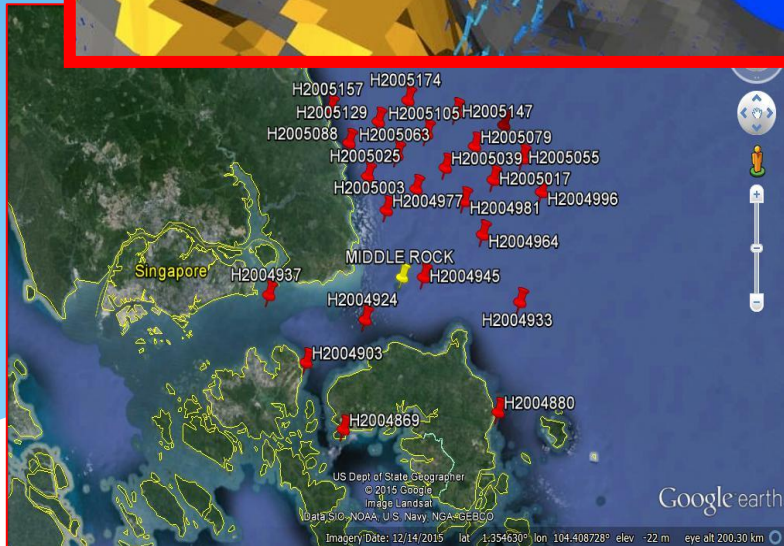 H2005174
H2005157
H2005129 H2005105 H2005147
H2005088 H2005063 H2005079
H2005025 H2005039 H2005055
H2005003 H2005017
H2004977 H2004981 H2004996
H2004964
MIDDLE ROCK
Singapore H2004937 H2004945
H2004924
H2004933
H2004903
H2004880
H2004869
US Dept of State Geographer
© 2015 Google
Image Landsat
Data SIO, NOAA, U.S. Navy, NGA, GEBCO
Google earth
Imagery Date: 12/14/2015 lat 1.354630° lon 104.408728° elev -22 m eye alt 200.30 km